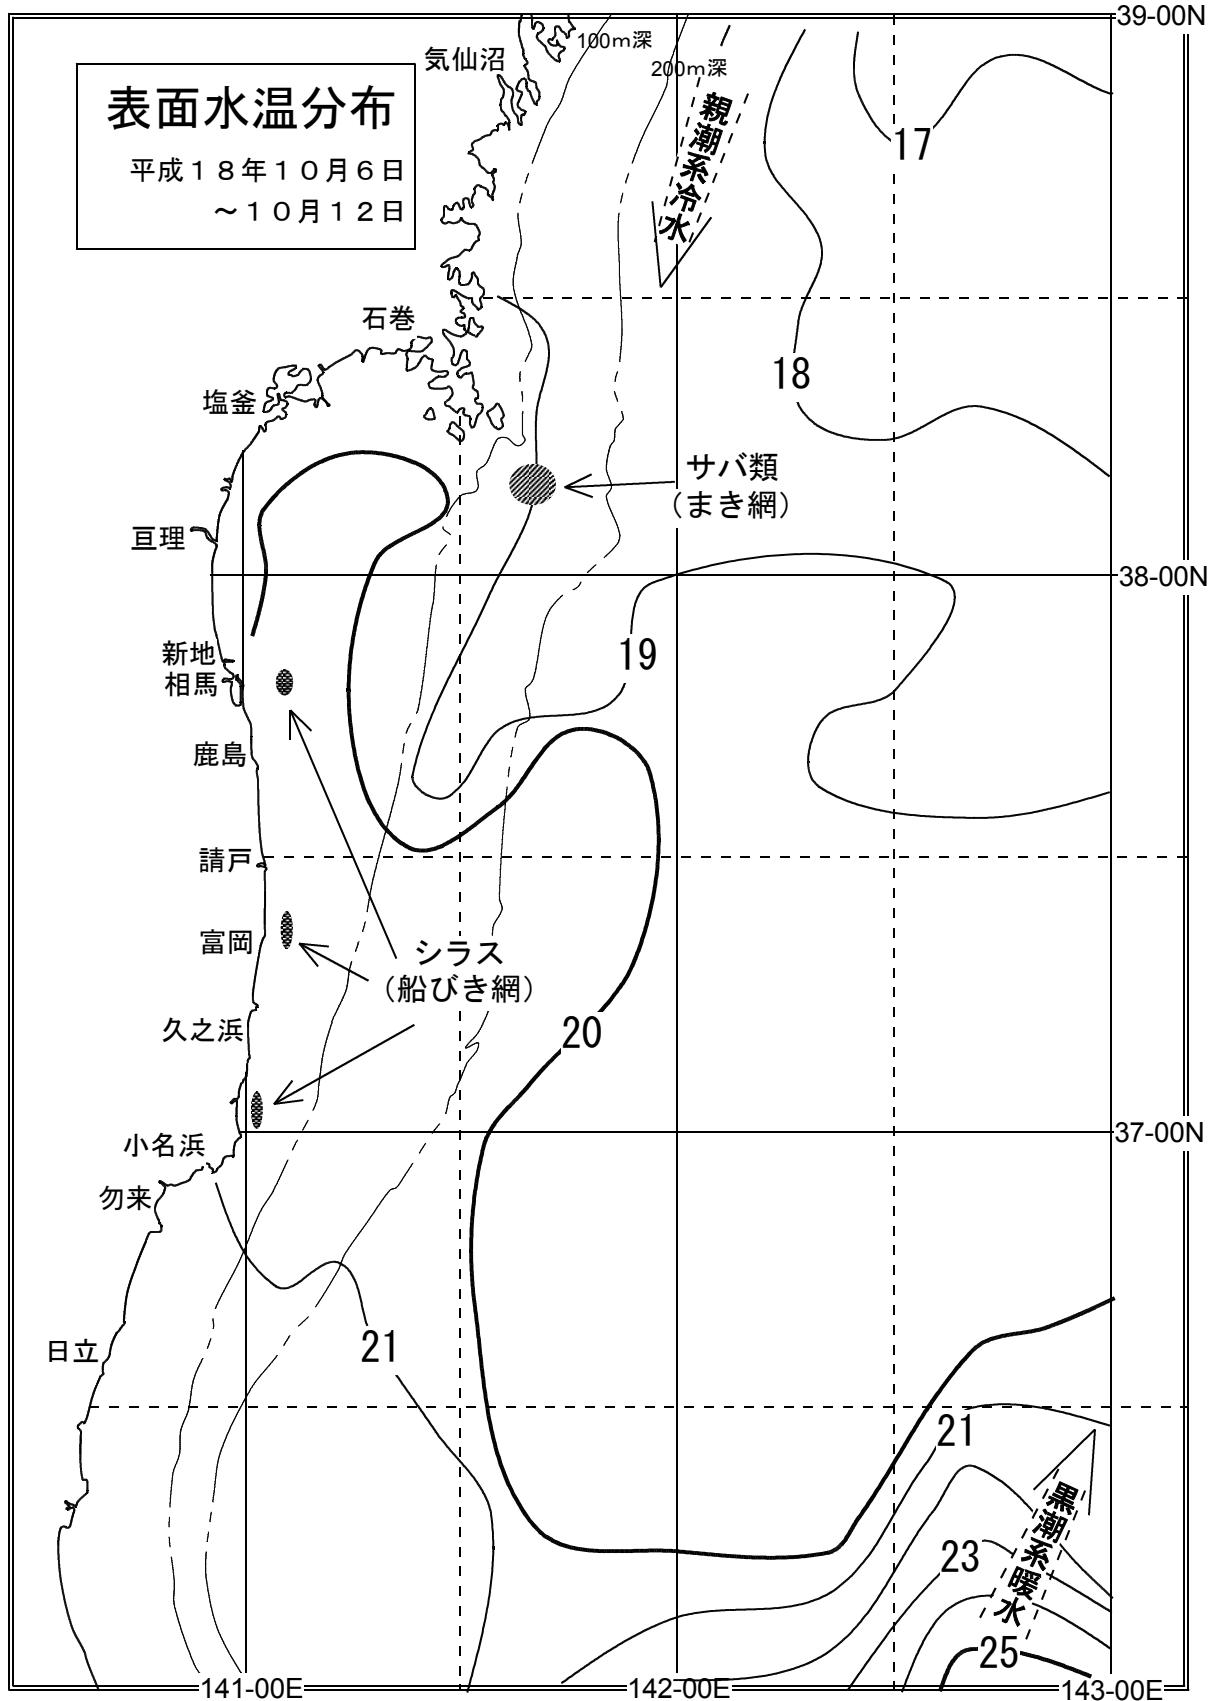 39-00N
100m深
気仙沼
200m深
表面水温分布
平成１８年１０月６日
～１０月１２日
親潮系冷水
17
石巻
18
塩釜
サバ類
（まき網）
亘理
38-00N
19
新地
相馬
鹿島
請戸
富岡
シラス
（船びき網）
久之浜
20
37-00N
小名浜
勿来
日立
21
21
黒潮系暖水
23
25
141-00E
142-00E
143-00E